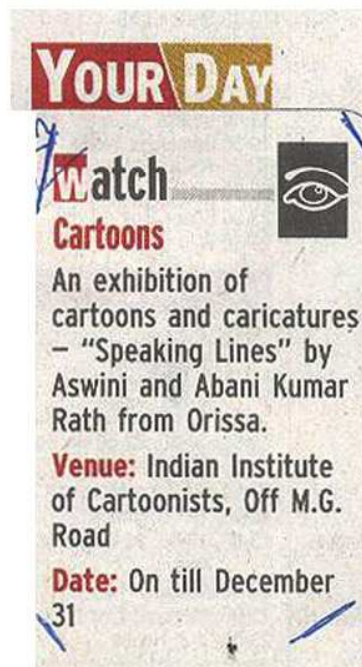 YOUR DAY
Watch
Cartoons
An exhibition of
cartoons and caricatures
– “Speaking Lines” by
Aswini and Abani Kumar
Rath from Orissa.
Venue: Indian Institute
of Cartoonists, Off M.G.
Road
Date: On till December
31